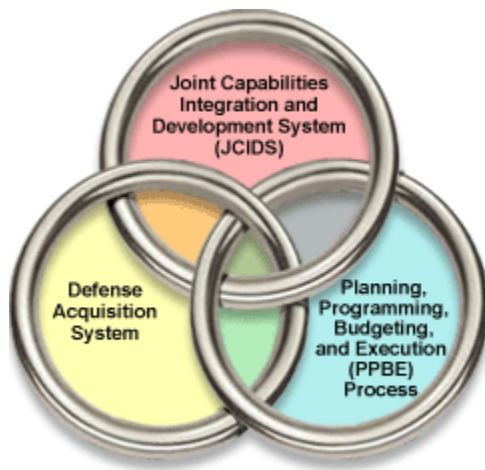 Joint Capabilities
Integration and
Development System
(JCIDS)
Defense
Acquisition
System
Planning,
Programming,
Budgeting,
and Execution
(PPBE)
Process